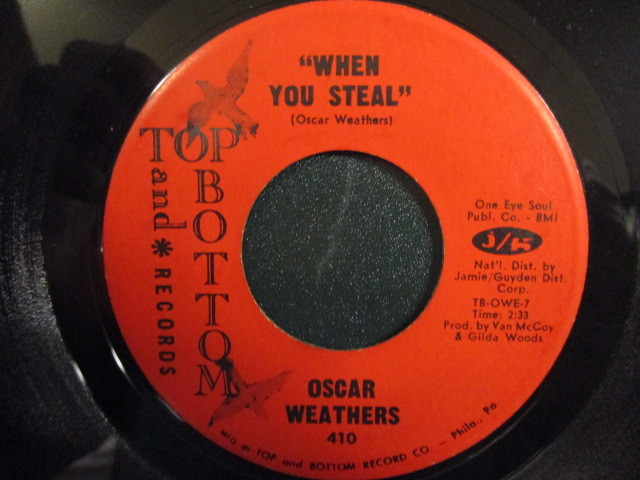 "WHEN
YOU STEAL"
(Oscar Weathers)
TOP
and
BOTTOM
* RECORDS
One Eye Soul
Publ. Co. - BMI
j/g
Nat'l. Dist. by
Jamie/Guyden Dist.
Corp.
TB-OWE-7
Time: 2:33
Prod. by Van McCoy
& Gilda Woods
OSCAR
WEATHERS
410
MFG. BY TOP and BOTTOM RECORD CO. - Phila., Pa.